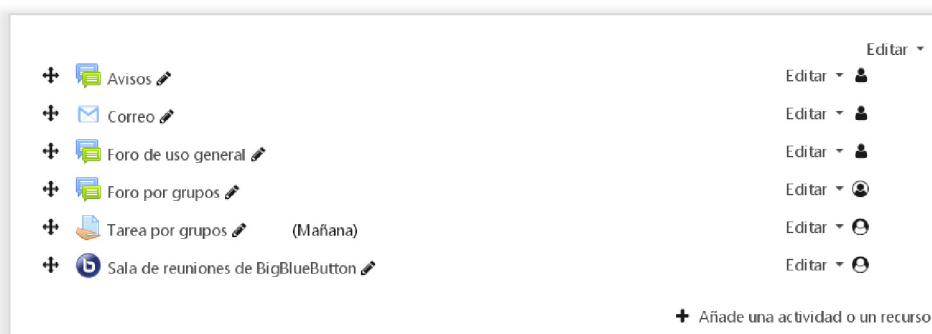 Editar
Avisos Editar
Correo Editar
Foro de uso general Editar
Foro por grupos Editar
Tarea por grupos (Mañana) Editar
Sala de reuniones de BigBlueButton Editar
Añade una actividad o un recurso